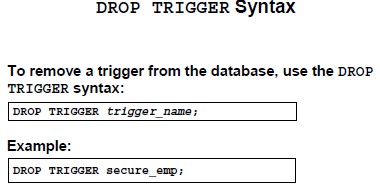 DROP TRIGGER Syntax
To remove a trigger from the database, use the DROP
TRIGGER syntax:
DROP TRIGGER trigger_name;
Example:
DROP TRIGGER secure_emp;